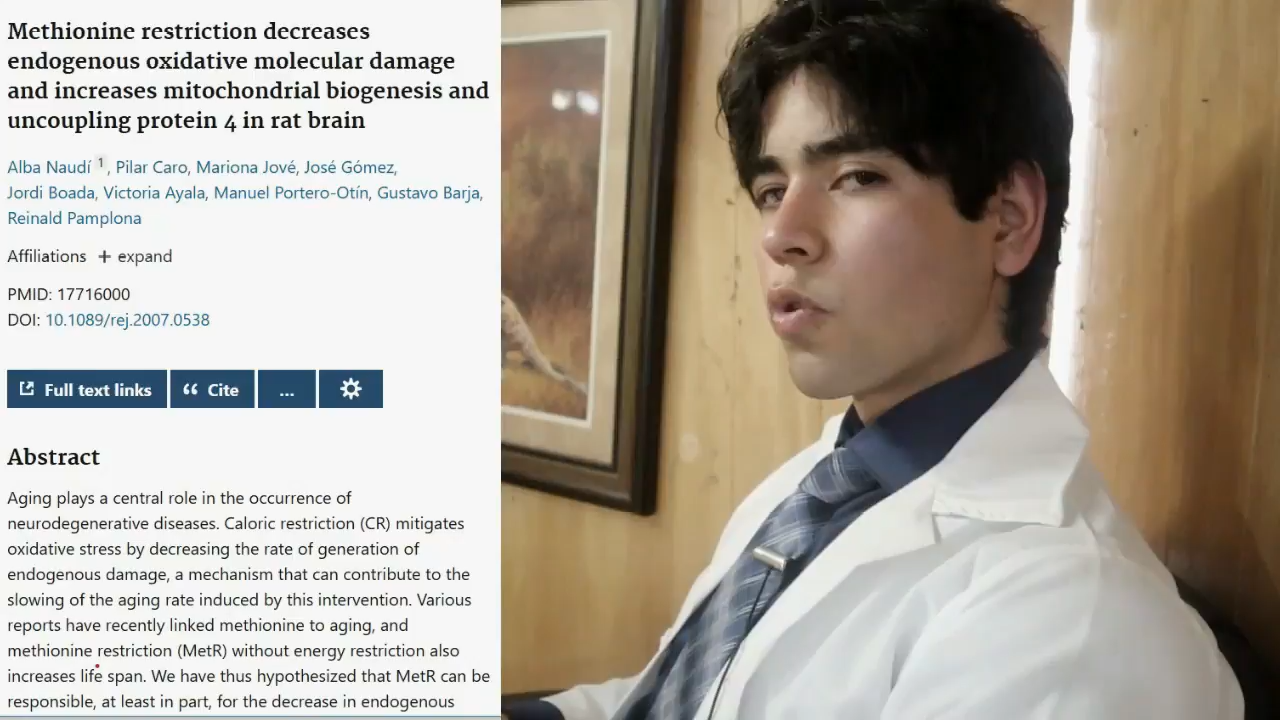 Methionine restriction decreases
endogenous oxidative molecular damage
and increases mitochondrial biogenesis and
uncoupling protein 4 in rat brain
Alba Naudí 1, Pilar Caro, Mariona Jové, José Gómez,
Jordi Boada, Victoria Ayala, Manuel Portero-Otín, Gustavo Barja,
Reinald Pamplona
Affiliations + expand
PMID: 17716000
DOI: 10.1089/rej.2007.0538
Full text links
Cite
...
Abstract
Aging plays a central role in the occurrence of
neurodegenerative diseases. Caloric restriction (CR) mitigates
oxidative stress by decreasing the rate of generation of
endogenous damage, a mechanism that can contribute to the
slowing of the aging rate induced by this intervention. Various
reports have recently linked methionine to aging, and
methionine restriction (MetR) without energy restriction also
increases life span. We have thus hypothesized that MetR can be
responsible, at least in part, for the decrease in endogenous